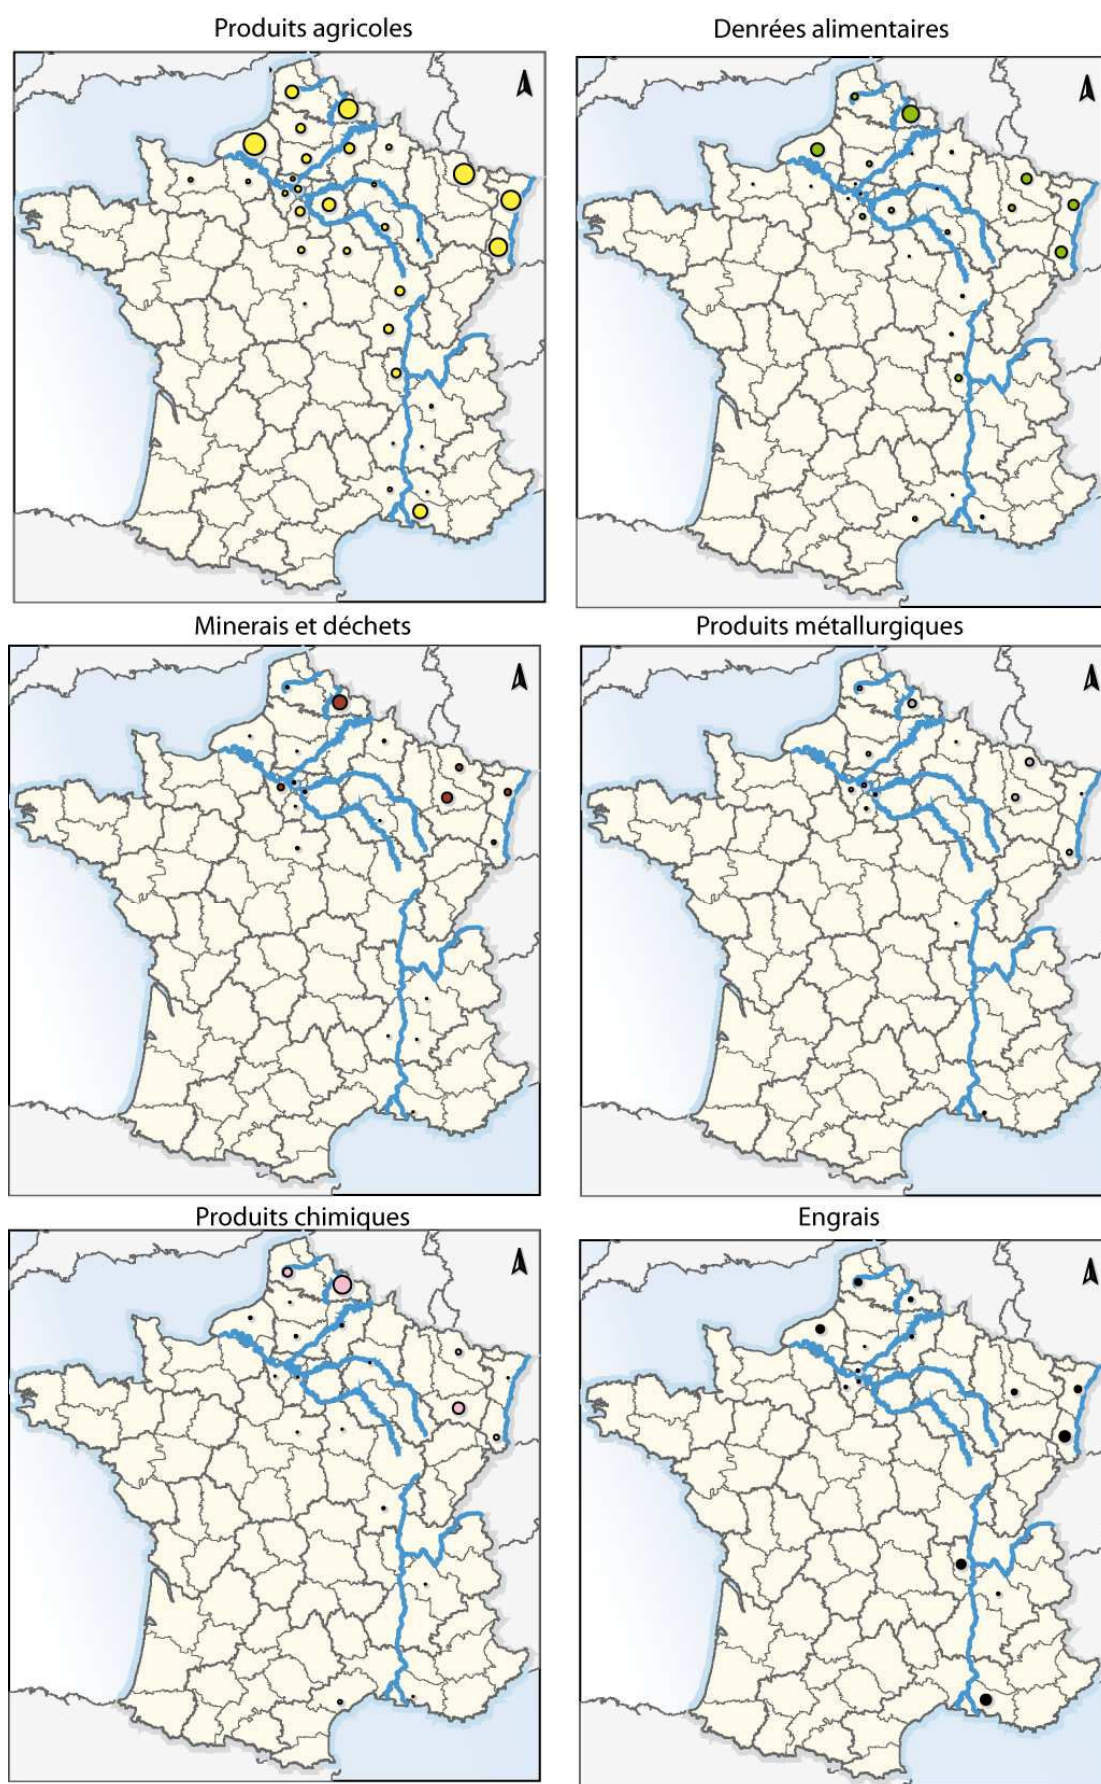 Produits agricoles
Denrées alimentaires
Minerais et déchets
Produits métallurgiques
Produits chimiques
Engrais